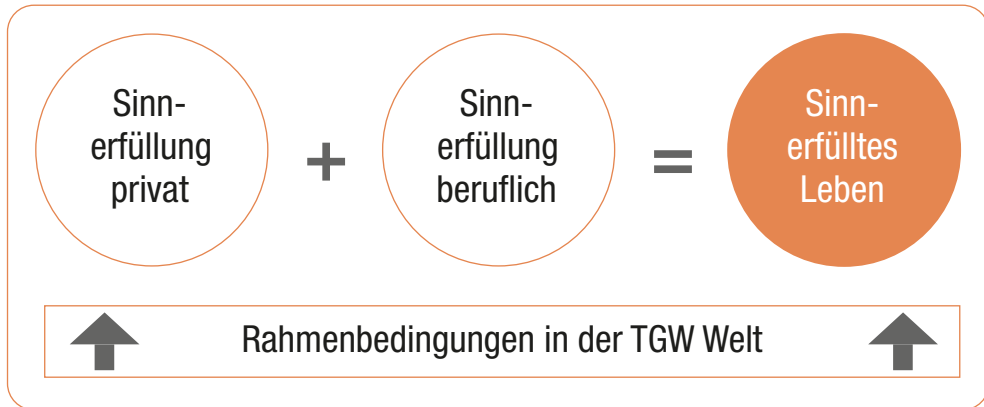 Sinn-
erfüllung
privat
+
Sinn-
erfüllung
beruflich
=
Sinn-
erfülltes
Leben
Rahmenbedingungen in der TGW Welt